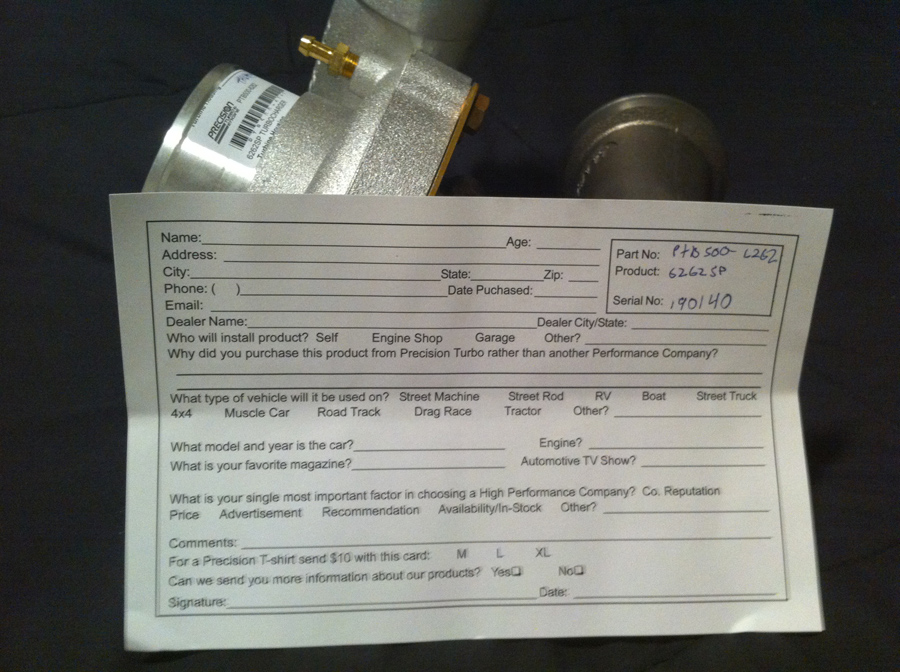 PRECISION
6262SP TURBOCHARGER
Name: Age:
Address:
City: State: Zip:
Phone: ( ) Date Puchased:
Email:
Part No: PTB500-6262
Product: 6262SP
Serial No: 190140
Dealer Name: Dealer City/State:
Who will install product? Self Engine Shop Garage Other?
Why did you purchase this product from Precision Turbo rather than another Performance Company?
What type of vehicle will it be used on? Street Machine Street Rod RV Boat Street Truck
4x4 Muscle Car Road Track Drag Race Tractor Other?
What model and year is the car? Engine?
What is your favorite magazine? Automotive TV Show?
What is your single most important factor in choosing a High Performance Company? Co. Reputation
Price Advertisement Recommendation Availability/In-Stock Other?
Comments:
For a Precision T-shirt send $10 with this card: M L XL
Can we send you more information about our products? Yes No
Signature: Date: